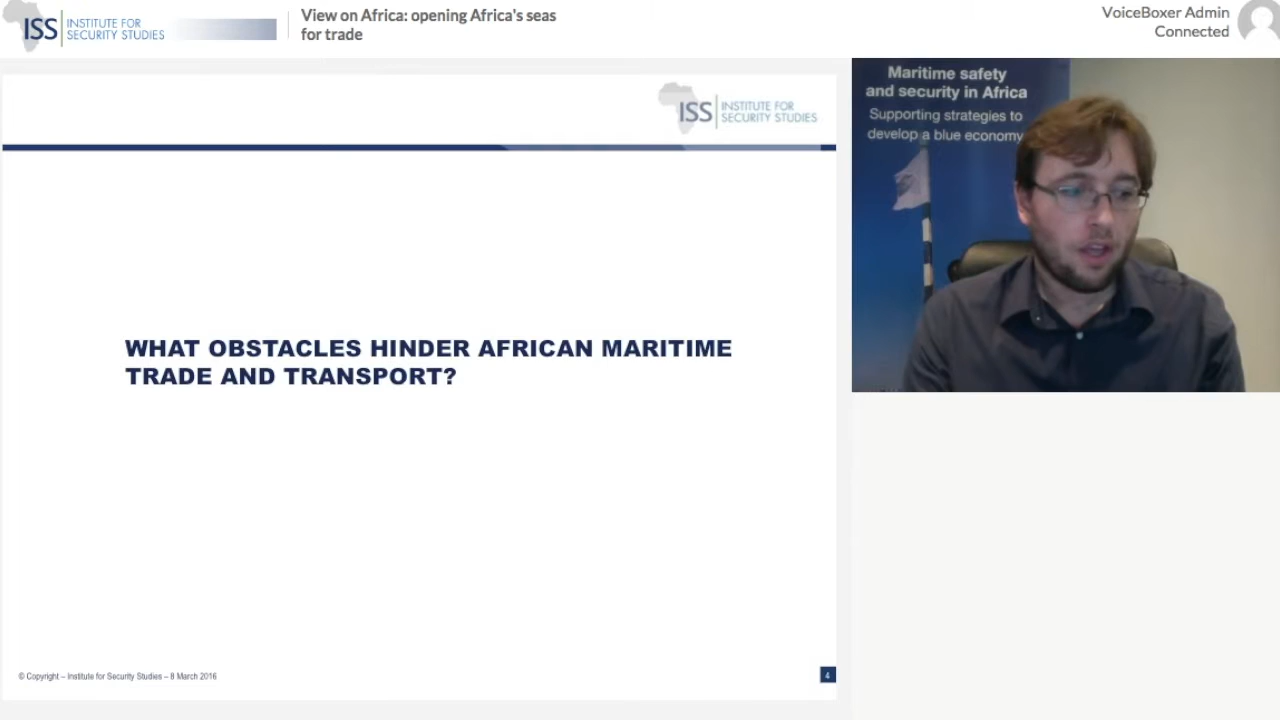 ISS INSTITUTE FOR
SECURITY STUDIES
View on Africa: opening Africa's seas
for trade
VoiceBoxer Admin
Connected
ISS INSTITUTE FOR
SECURITY STUDIES
WHAT OBSTACLES HINDER AFRICAN MARITIME
TRADE AND TRANSPORT?
© Copyright – Institute for Security Studies – 8 March 2016
4
Maritime safety
and security in Africa
Supporting strategies to
develop a blue economy